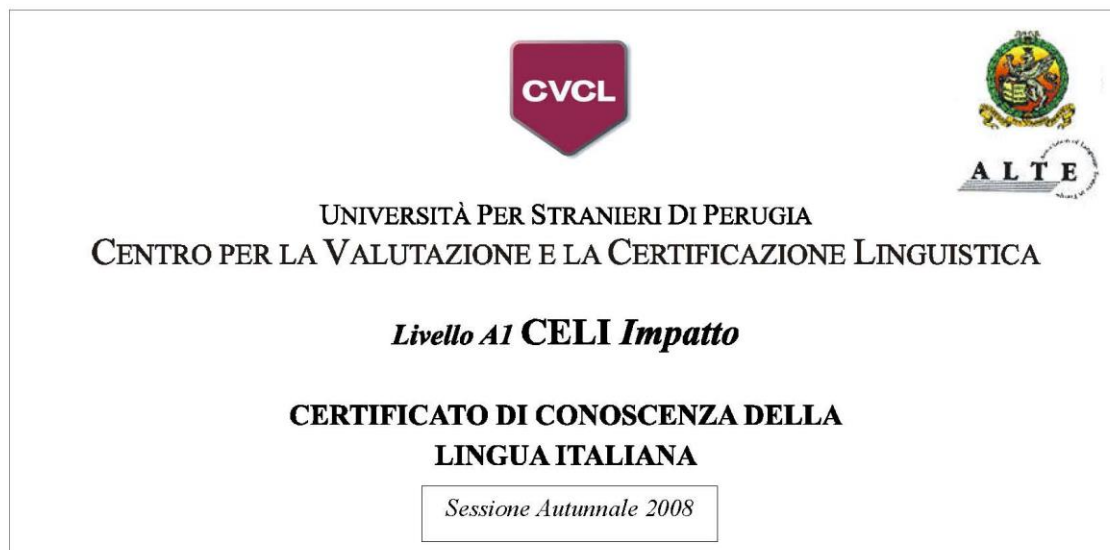 CVCL
ALTE
UNIVERSITÀ PER STRANIERI DI PERUGIA
CENTRO PER LA VALUTAZIONE E LA CERTIFICAZIONE LINGUISTICA
Livello A1 CELI Impatto
CERTIFICATO DI CONOSCENZA DELLA
LINGUA ITALIANA
Sessione Autunnale 2008